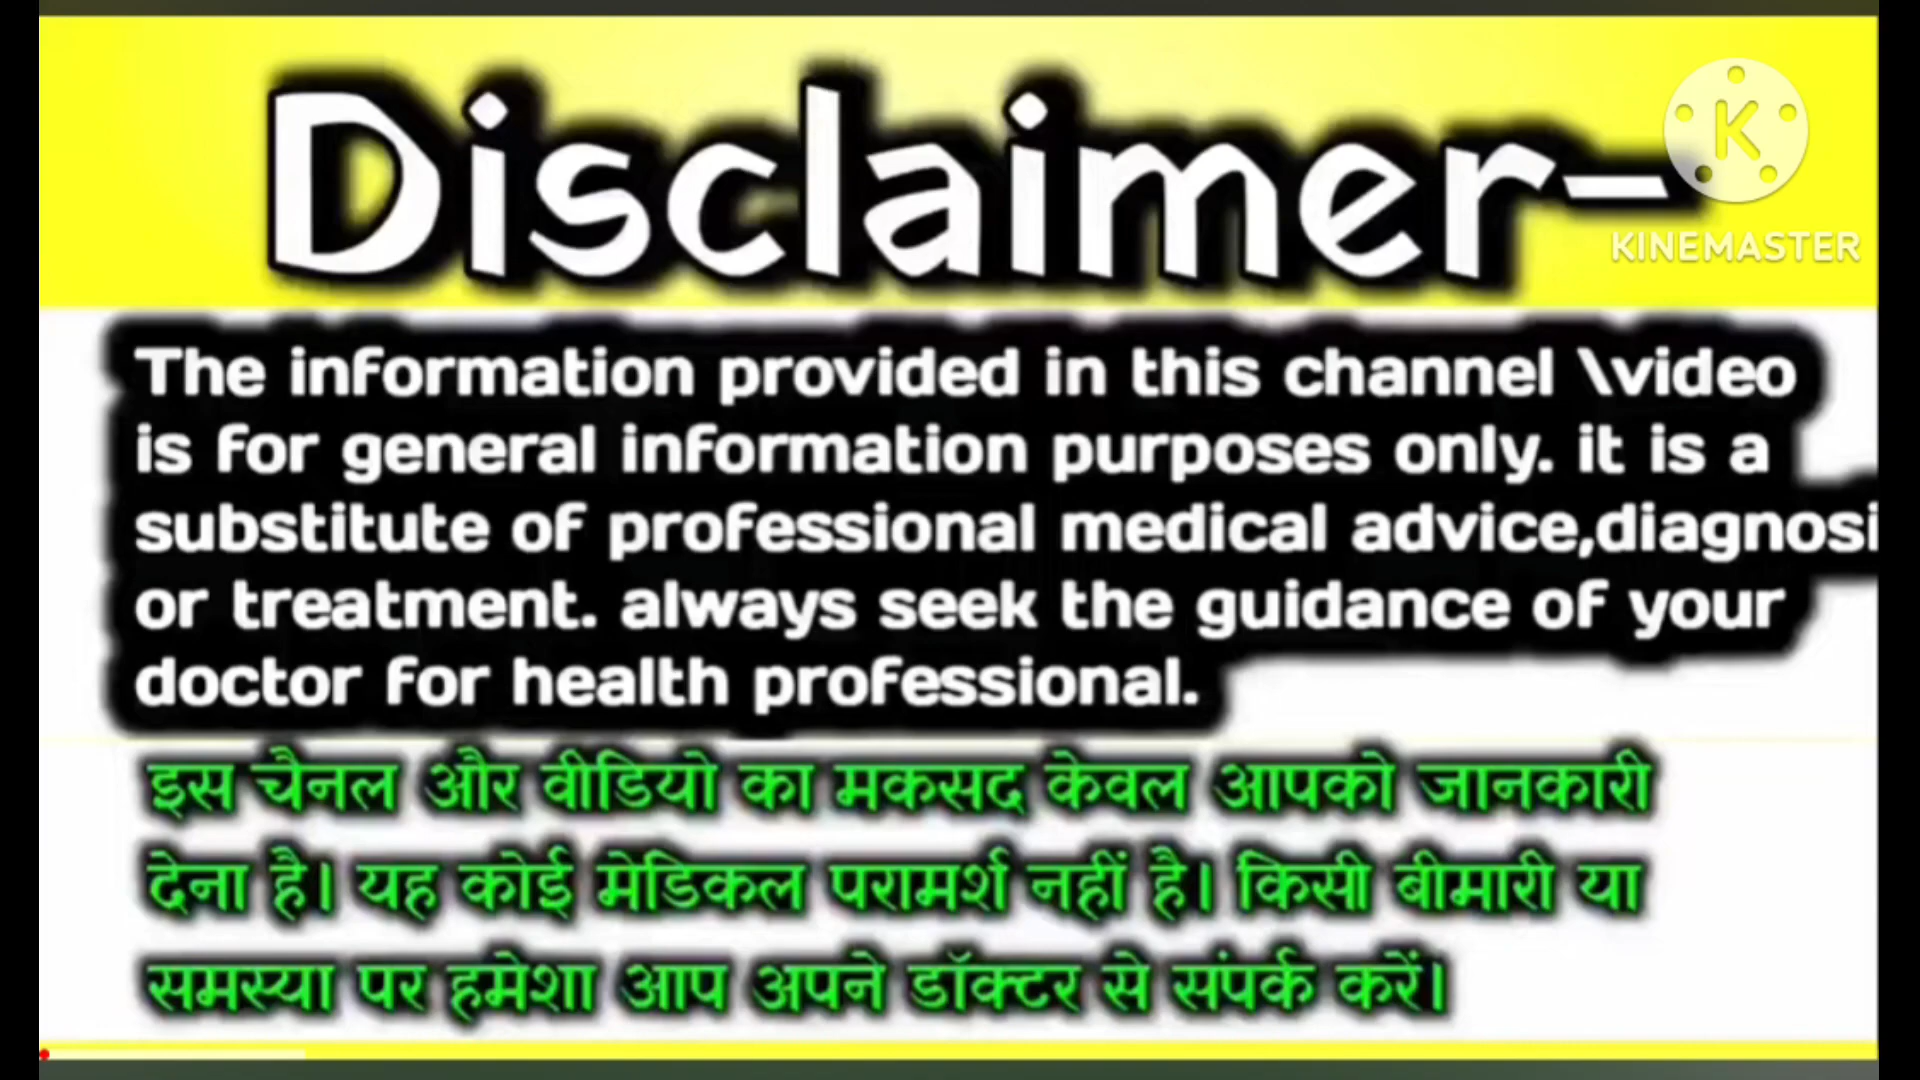 Disclaimer-
KINEMASTER
The information provided in this channel \video
is for general information purposes only. it is a
substitute of professional medical advice,diagnosi
or treatment. always seek the guidance of your
doctor for health professional.
इस चैनल और वीडियो का मकसद केवल आपको जानकारी
देना है। यह कोई मेडिकल परामर्श नहीं है। किसी बीमारी या
समस्या पर हमेशा आप अपने डॉक्टर से संपर्क करें।